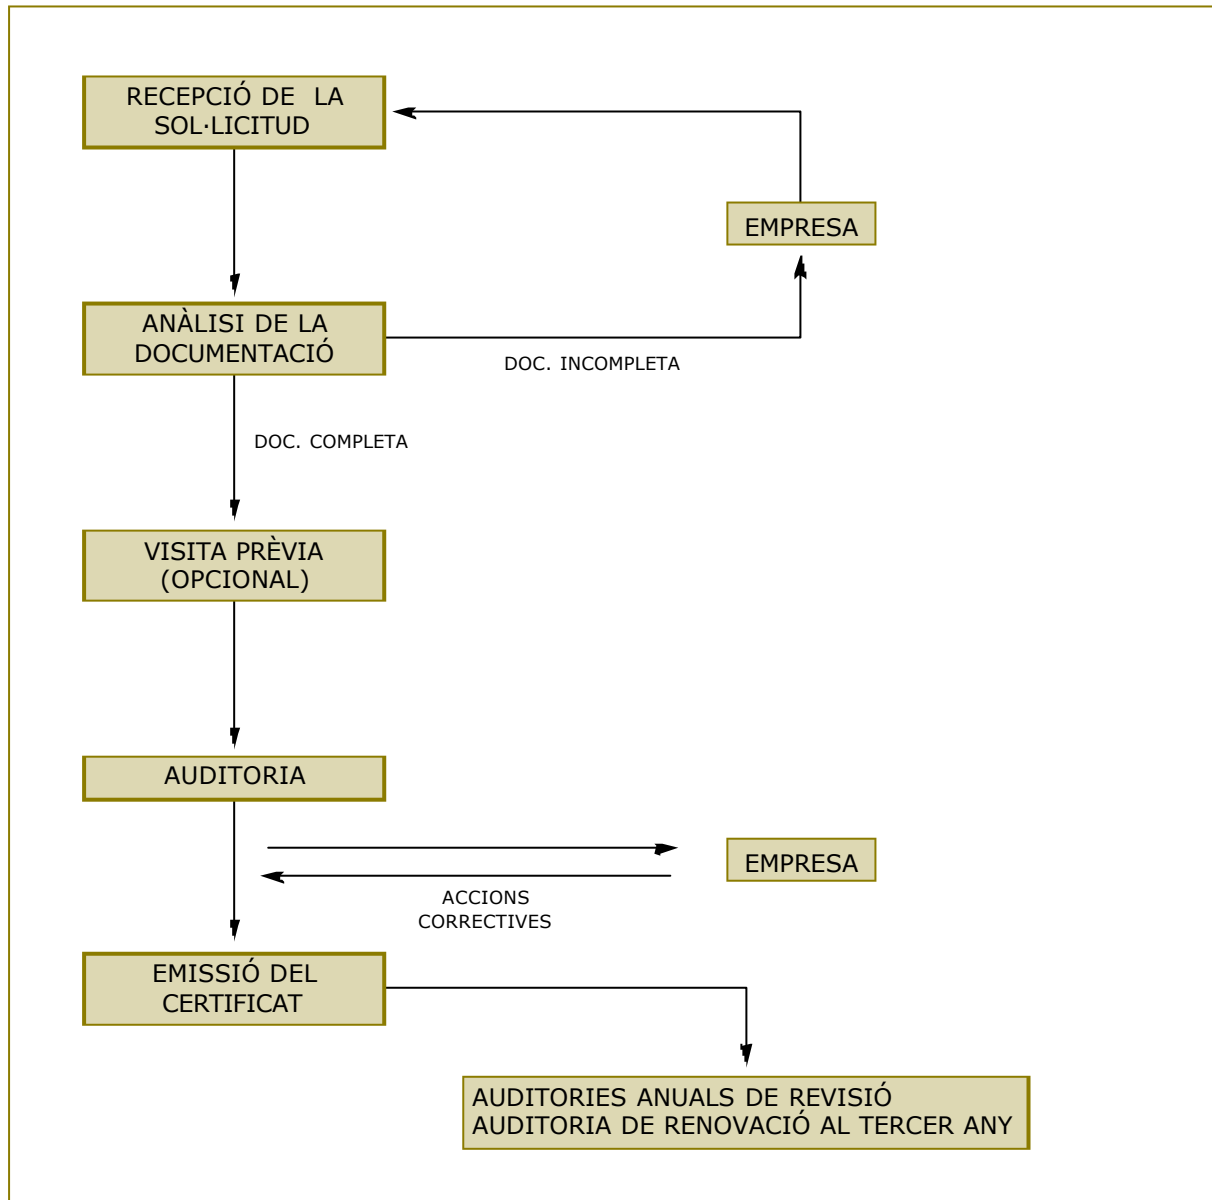 RECEPCIÓ DE LA
SOL·LICITUD
EMPRESA
ANÀLISI DE LA
DOCUMENTACIÓ
DOC. INCOMPLETA
DOC. COMPLETA
VISITA PRÈVIA
(OPCIONAL)
AUDITORIA
EMPRESA
ACCIONS
CORRECTIVES
EMISSIÓ DEL
CERTIFICAT
AUDITORIES ANUALS DE REVISIÓ
AUDITORIA DE RENOVACIÓ AL TERCER ANY